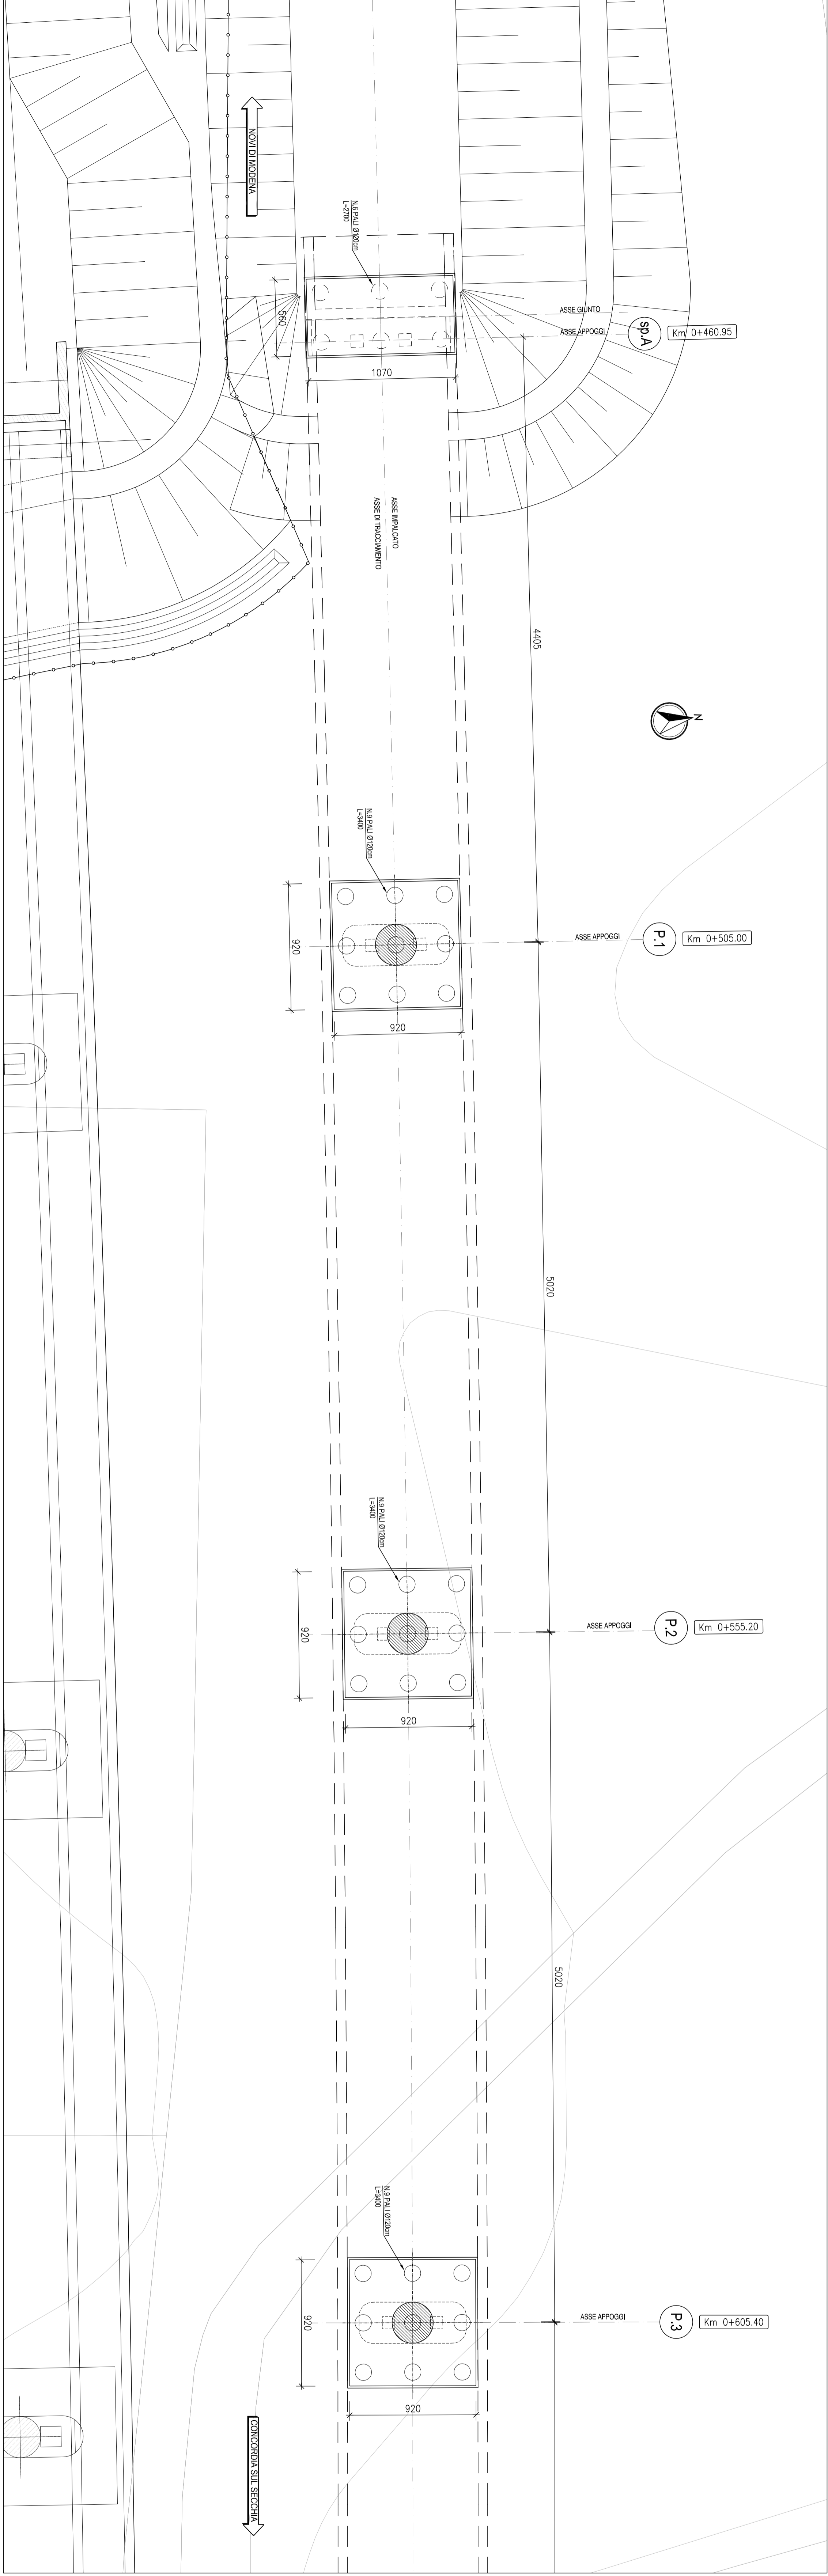 NOVI DI MODENA
N.6 PALI Ø120cm
L=2700
560
ASSE GIUNTO
ASSE APPOGGI
sp.A
Km 0+460.95
1070
ASSE IMPALCATO
ASSE DI TRACCIAMENTO
4405
N
N.9 PALI Ø120cm
L=3400
920
ASSE APPOGGI
P.1
Km 0+505.00
920
5020
N.9 PALI Ø120cm
L=3400
920
ASSE APPOGGI
P.2
Km 0+555.20
920
5020
N.9 PALI Ø120cm
L=3400
920
ASSE APPOGGI
P.3
Km 0+605.40
920
CONCORDIA SUL SECCHIA